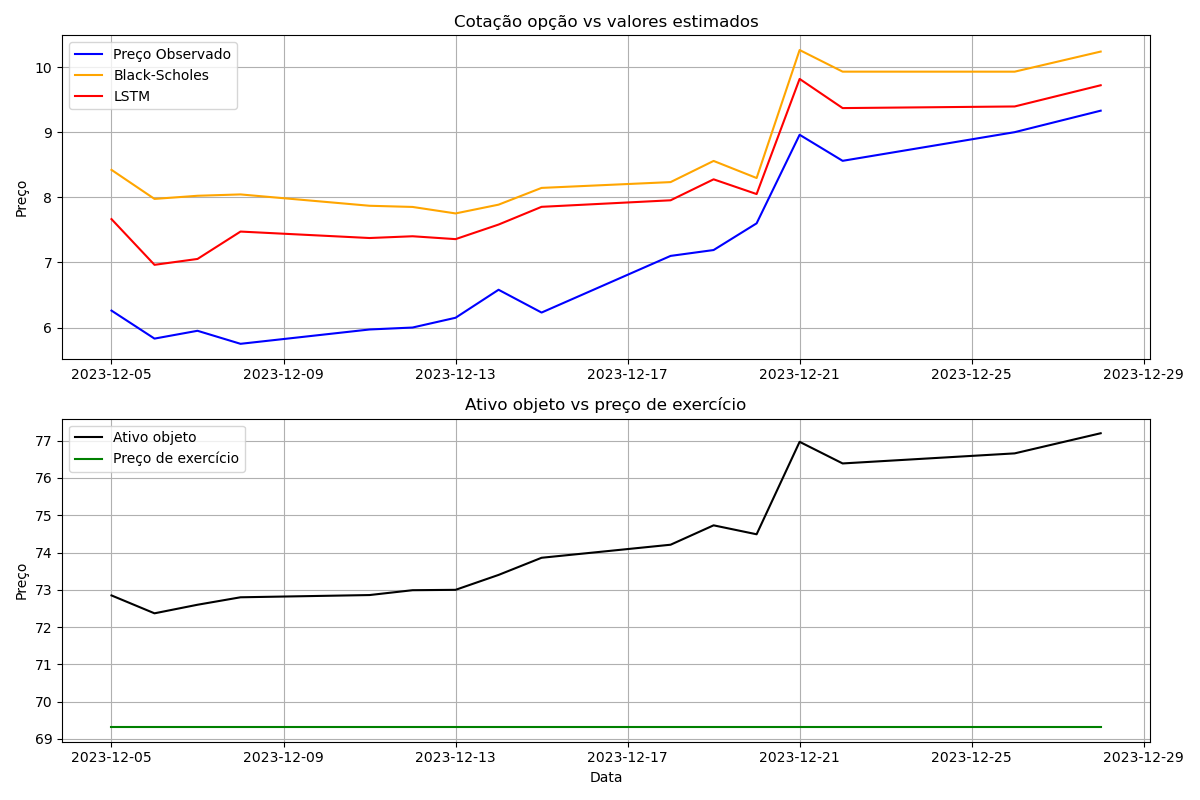 Cotação opção vs valores estimados
Preço Observado
Black-Scholes
LSTM
Preço
10
9
8
7
6
2023-12-05 2023-12-09 2023-12-13 2023-12-17 2023-12-21 2023-12-25 2023-12-29
Ativo objeto vs preço de exercício
Ativo objeto
Preço de exercício
Preço
77
76
75
74
73
72
71
70
69
2023-12-05 2023-12-09 2023-12-13 2023-12-17 2023-12-21 2023-12-25 2023-12-29
Data